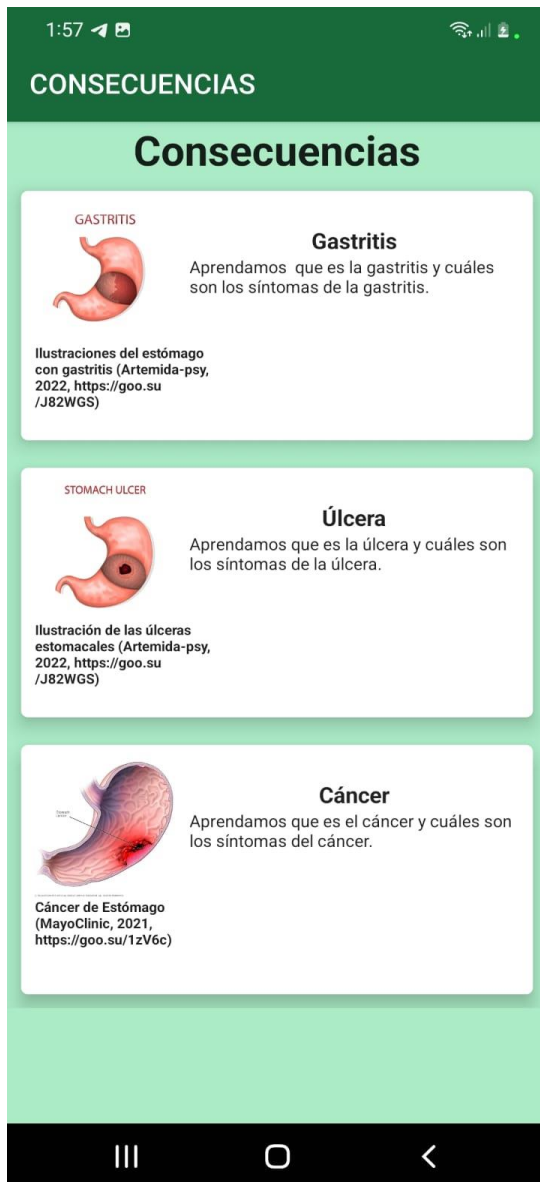 1:57
CONSECUENCIAS
Consecuencias
GASTRITIS
Gastritis
Aprendamos  que es la gastritis y cuáles
son los síntomas de la gastritis.
Ilustraciones del estómago
con gastritis (Artemida-psy,
2022, https://goo.su
/J82WGS)
STOMACH ULCER
Úlcera
Aprendamos que es la úlcera y cuáles son
los síntomas de la úlcera.
Ilustración de las úlceras
estomacales (Artemida-psy,
2022, https://goo.su
/J82WGS)
Cáncer
Aprendamos que es el cáncer y cuáles son
los síntomas del cáncer.
Cáncer de Estómago
(MayoClinic, 2021,
https://goo.su/1zV6c)